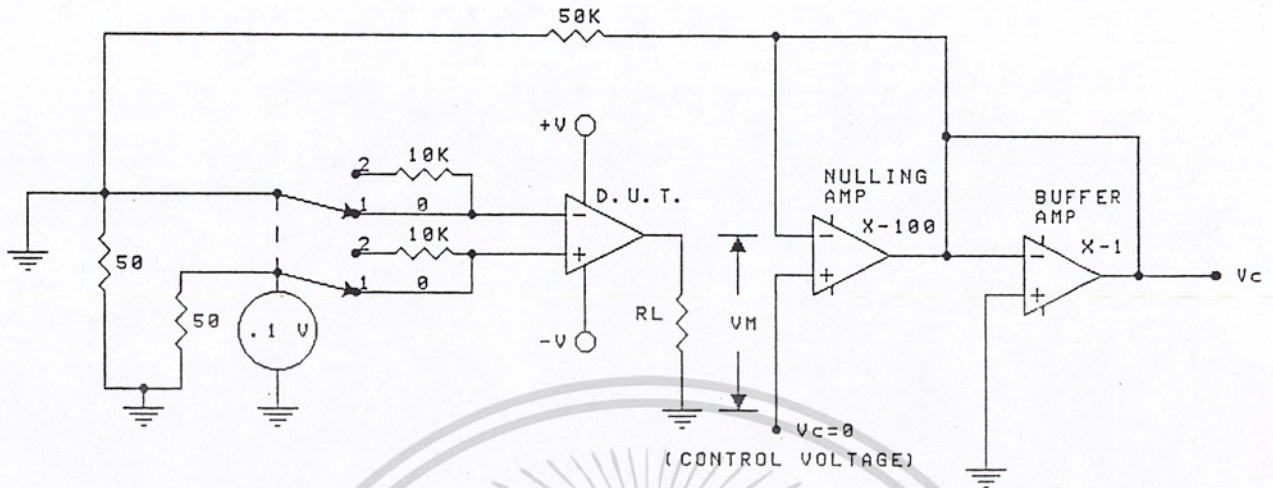 50K
+V
2
10K
D.U.T.
NULLING
AMP
X-100
BUFFER
AMP
X-1
1
0
-
2
10K
+
1
0
-
+
-
+
50
50
.1 V
-V
RL
VM
Vc
Vc=0
(CONTROL VOLTAGE)